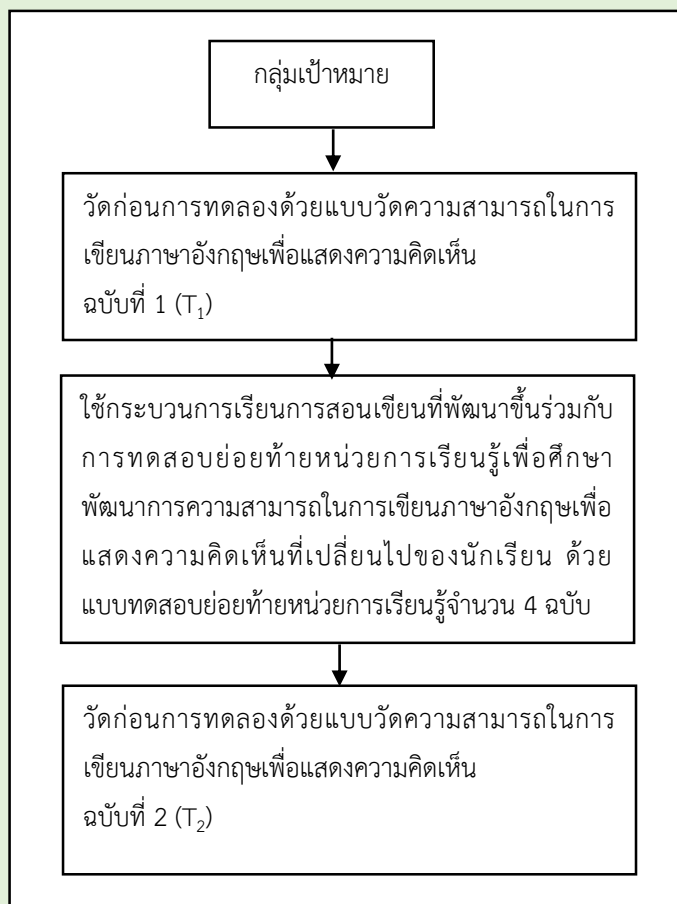 กลุ่มเป้าหมาย
วัดก่อนการทดลองด้วยแบบวัดความสามารถในการ
เขียนภาษาอังกฤษเพื่อแสดงความคิดเห็น
ฉบับที่ 1 (T₁)
ใช้กระบวนการเรียนการสอนเขียนที่พัฒนาขึ้นร่วมกับ
การทดสอบย่อยท้ายหน่วยการเรียนรู้เพื่อศึกษา
พัฒนาการความสามารถในการเขียนภาษาอังกฤษเพื่อ
แสดงความคิดเห็นที่เปลี่ยนไปของนักเรียน ด้วย
แบบทดสอบย่อยท้ายหน่วยการเรียนรู้จำนวน 4 ฉบับ
วัดก่อนการทดลองด้วยแบบวัดความสามารถในการ
เขียนภาษาอังกฤษเพื่อแสดงความคิดเห็น
ฉบับที่ 2 (T₂)